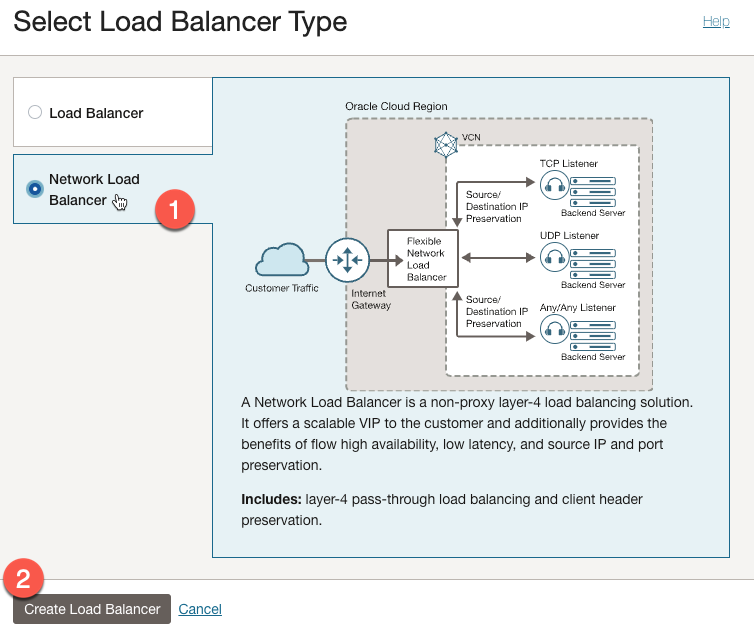 Select Load Balancer Type
Help
Load Balancer
Network Load
Balancer
1
Oracle Cloud Region
VCN
TCP Listener
Source/
Destination IP
Preservation
Backend Server
UDP Listener
Flexible
Network
Load
Balancer
Backend Server
Customer Traffic
Internet
Gateway
Source/
Destination IP
Preservation
Any/Any Listener
Backend Server
A Network Load Balancer is a non-proxy layer-4 load balancing solution.
It offers a scalable VIP to the customer and additionally provides the
benefits of flow high availability, low latency, and source IP and port
preservation.
Includes: layer-4 pass-through load balancing and client header
preservation.
2
Create Load Balancer
Cancel